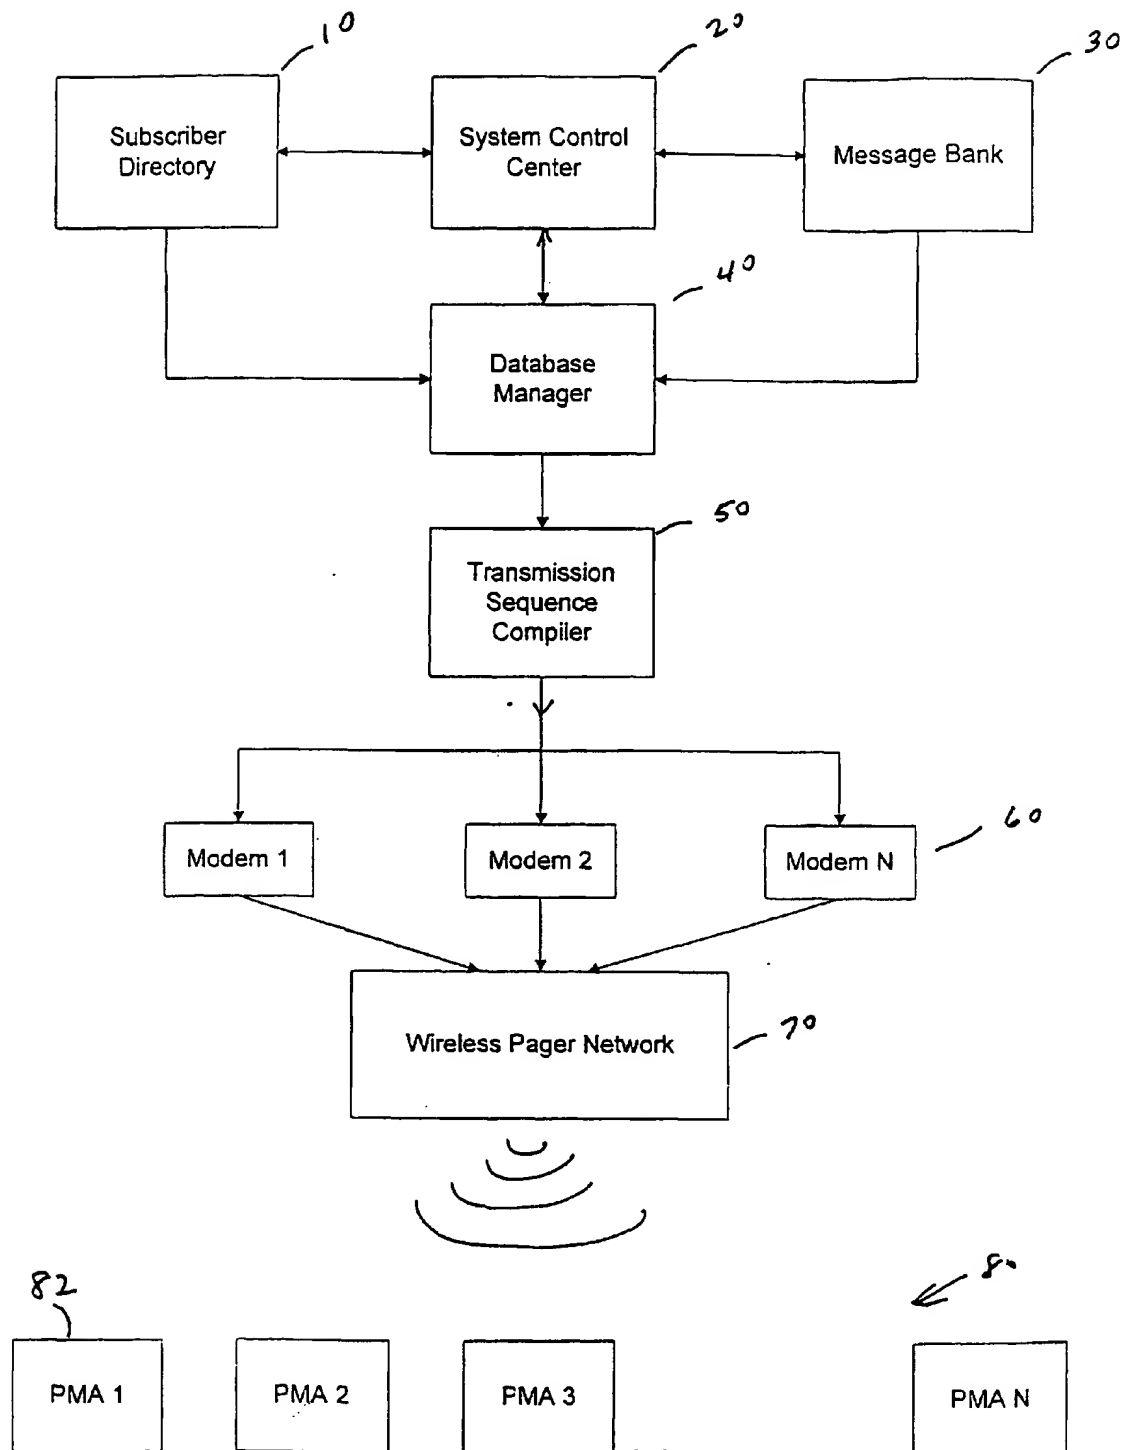 10
20
30
Subscriber
Directory
System Control
Center
Message Bank
40
Database
Manager
50
Transmission
Sequence
Compiler
60
Modem 1
Modem 2
Modem N
70
Wireless Pager Network
80
82
PMA 1
PMA 2
PMA 3
PMA N